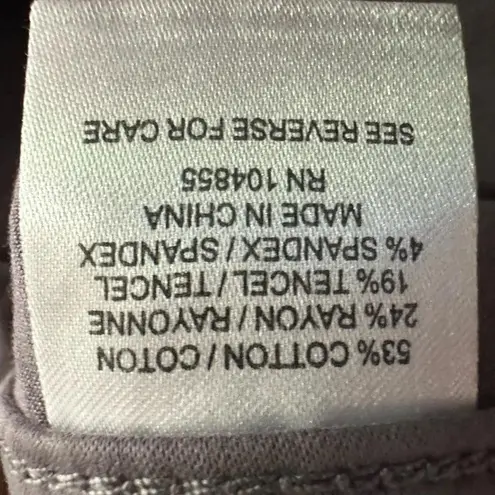 53% COTTON / COTON
24% RAYON / RAYONNE
19% TENCEL / TENCEL
4% SPANDEX / SPANDEX
MADE IN CHINA
RN 104855
SEE REVERSE FOR CARE